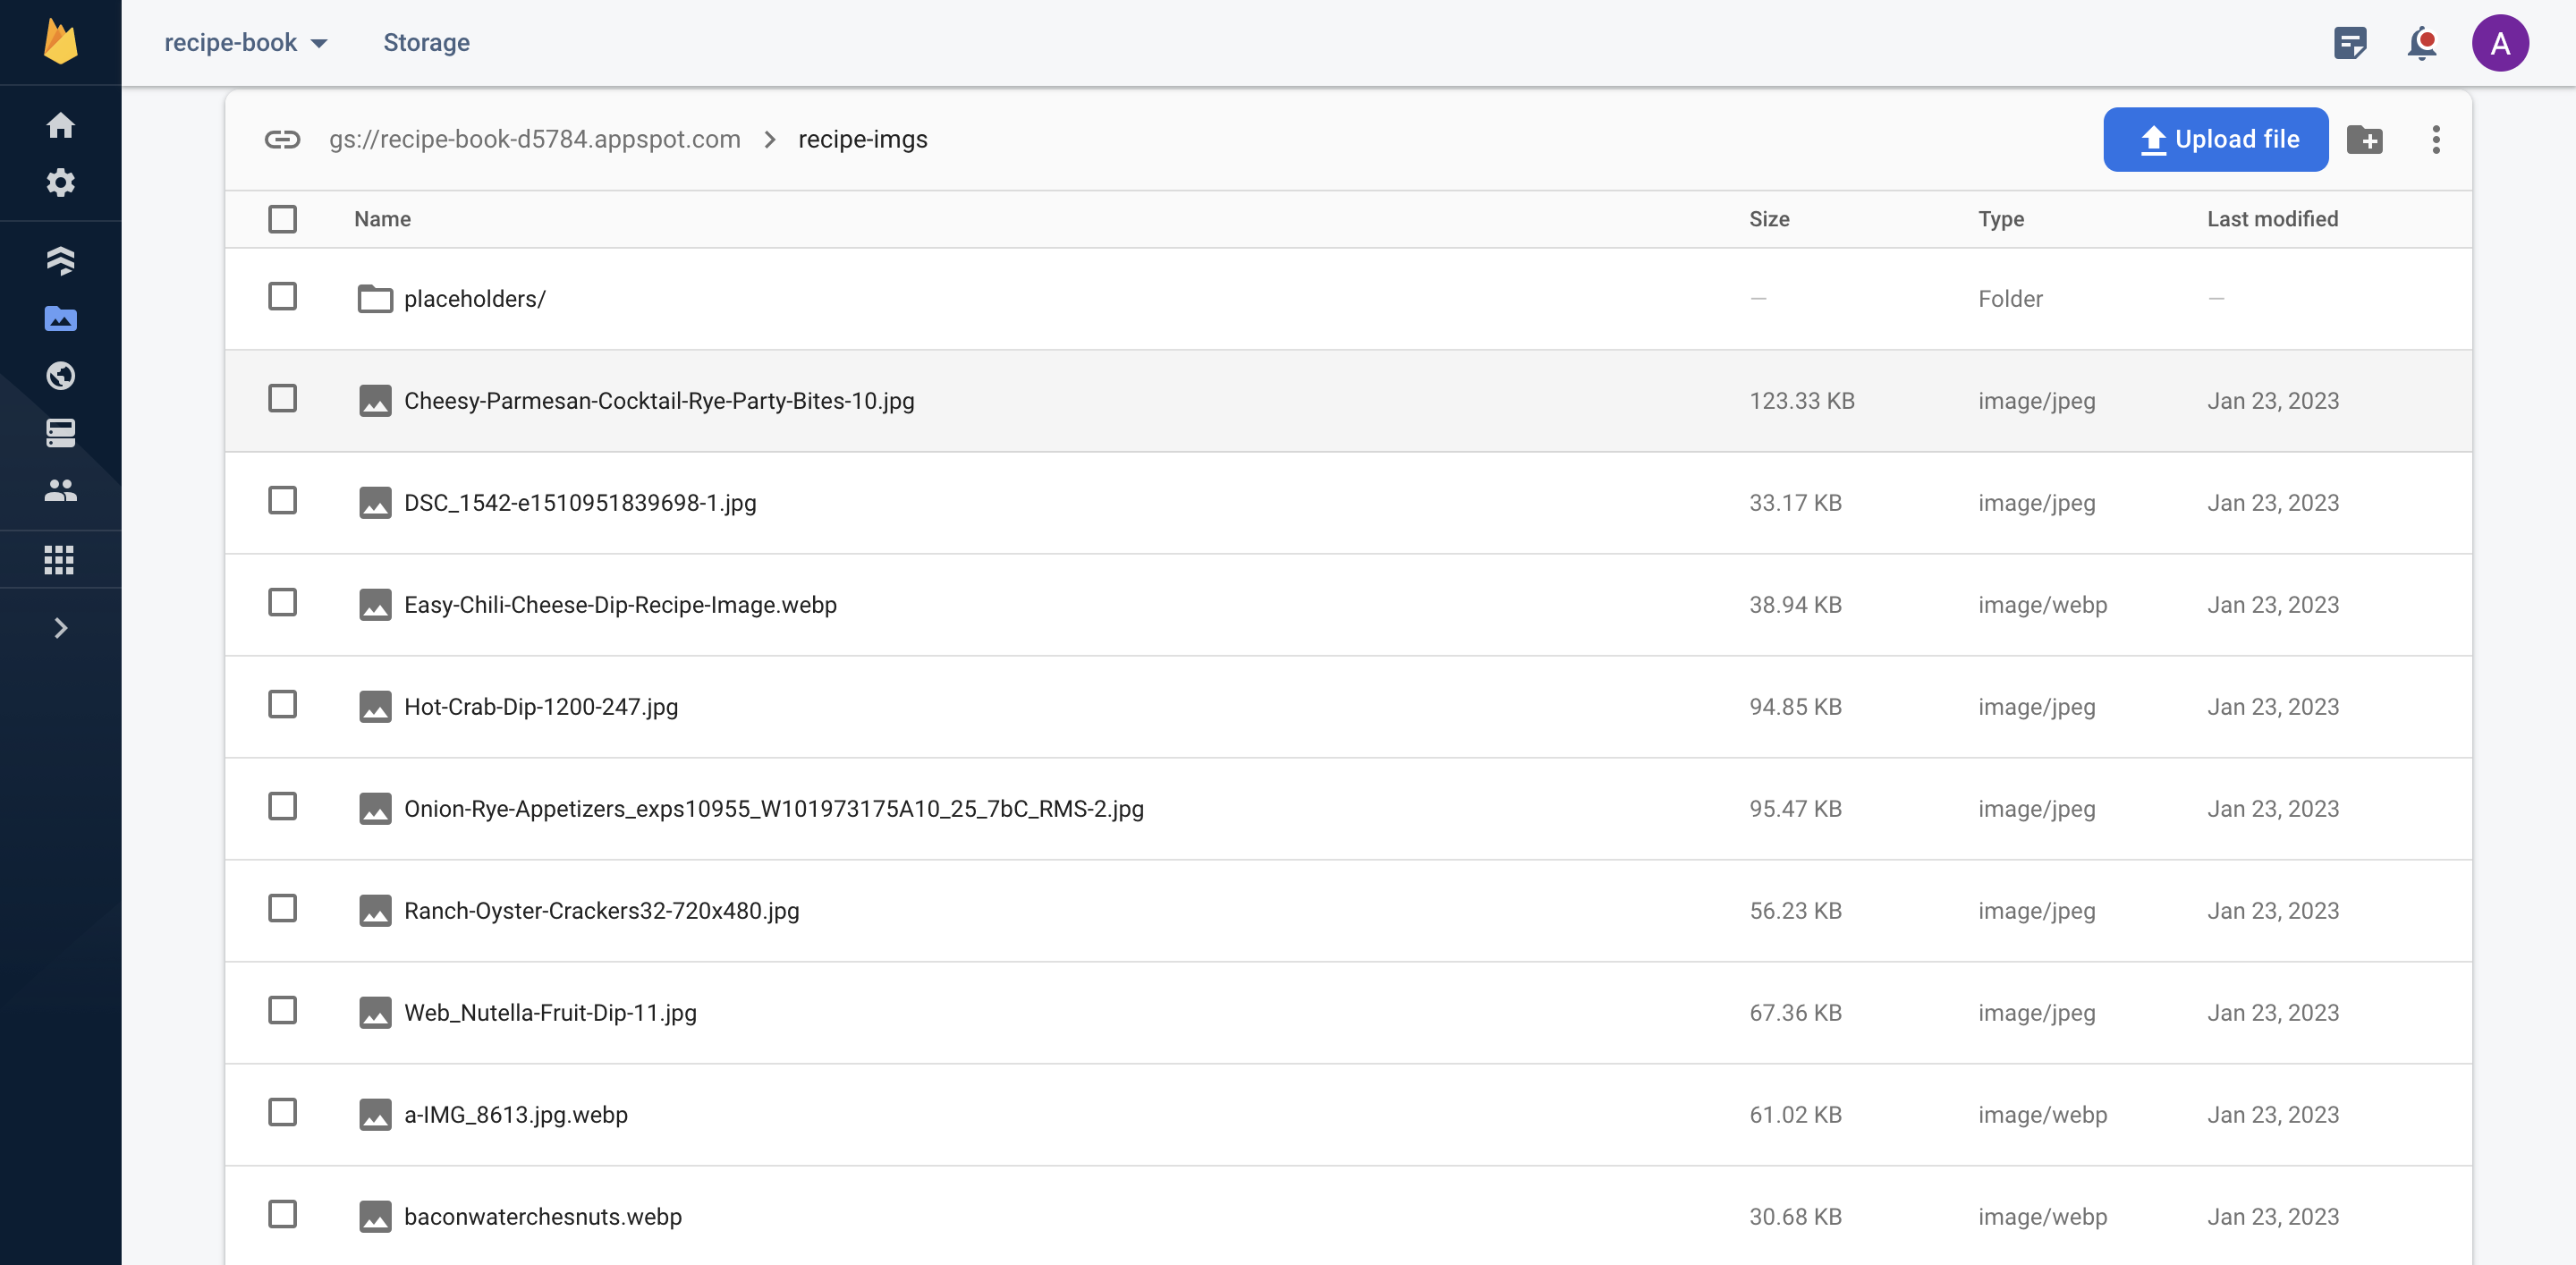 recipe-book Storage A
gs://recipe-book-d5784.appspot.com > recipe-imgs Upload file
Name Size Type Last modified
placeholders/ — Folder —
Cheesy-Parmesan-Cocktail-Rye-Party-Bites-10.jpg 123.33 KB image/jpeg Jan 23, 2023
DSC_1542-e1510951839698-1.jpg 33.17 KB image/jpeg Jan 23, 2023
Easy-Chili-Cheese-Dip-Recipe-Image.webp 38.94 KB image/webp Jan 23, 2023
Hot-Crab-Dip-1200-247.jpg 94.85 KB image/jpeg Jan 23, 2023
Onion-Rye-Appetizers_exps10955_W101973175A10_25_7bC_RMS-2.jpg 95.47 KB image/jpeg Jan 23, 2023
Ranch-Oyster-Crackers32-720x480.jpg 56.23 KB image/jpeg Jan 23, 2023
Web_Nutella-Fruit-Dip-11.jpg 67.36 KB image/jpeg Jan 23, 2023
a-IMG_8613.jpg.webp 61.02 KB image/webp Jan 23, 2023
baconwaterchesnuts.webp 30.68 KB image/webp Jan 23, 2023